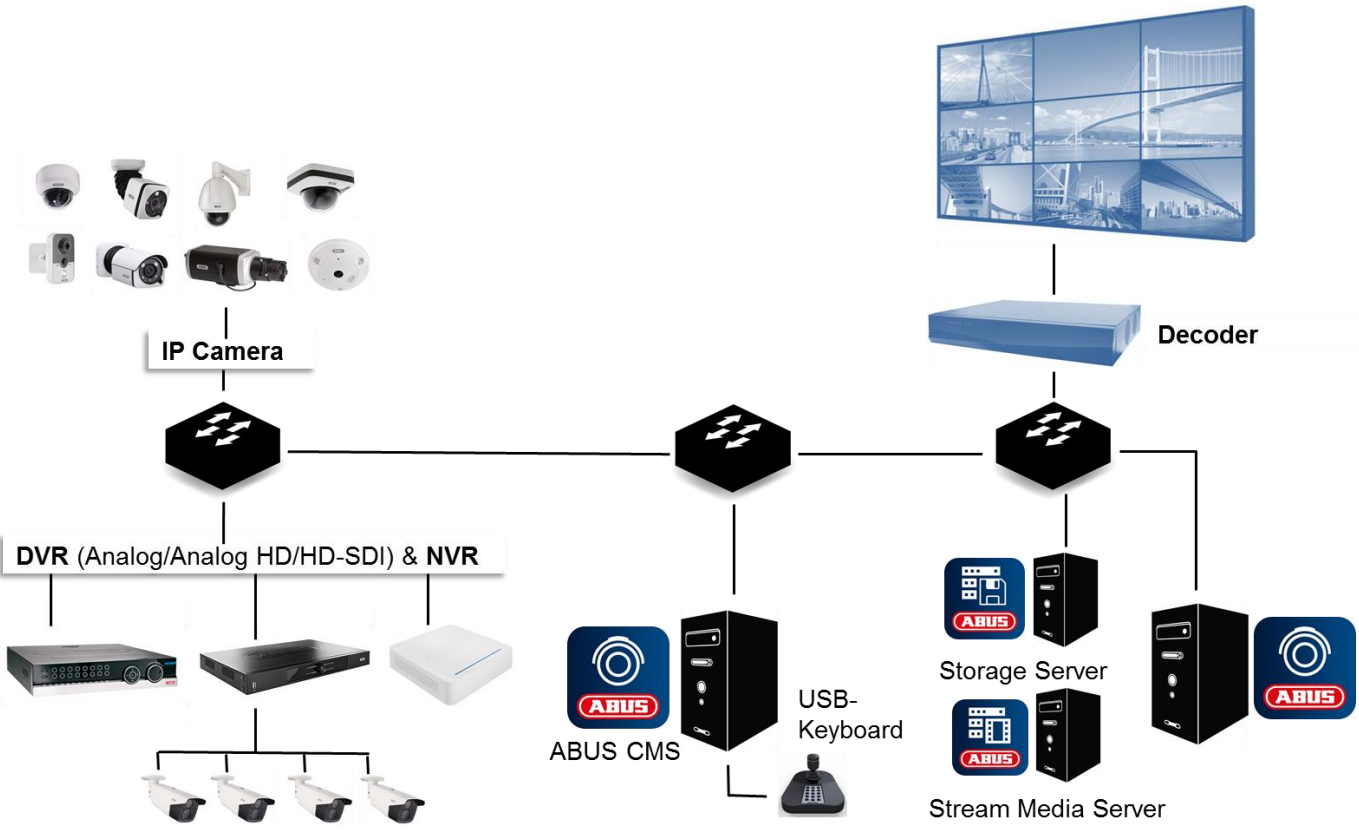 IP Camera
Decoder
DVR (Analog/Analog HD/HD-SDI) & NVR
ABUS
ABUS CMS
USB-
Keyboard
ABUS
Storage Server
ABUS
Stream Media Server
ABUS